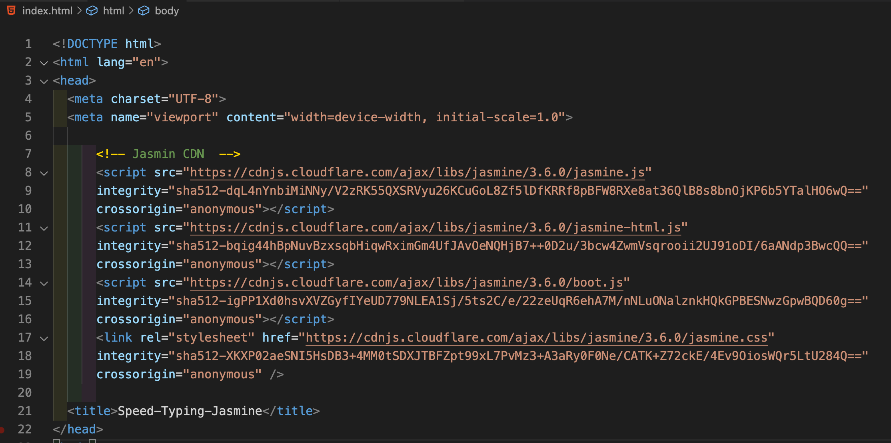 index.html > html > body
1 <!DOCTYPE html>
2 <html lang="en">
3 <head>
4 <meta charset="UTF-8">
5 <meta name="viewport" content="width=device-width, initial-scale=1.0">
6
7 <!-- Jasmin CDN  -->
8 <script src="https://cdnjs.cloudflare.com/ajax/libs/jasmine/3.6.0/jasmine.js"
9 integrity="sha512-dqL4nYnbiMiNNy/V2zRK55QXSRVyu26KCuGoL8Zf5lDfKRRf8pBFW8RXe8at36QlB8s8bnOjKP6b5YTalHO6wQ=="
10 crossorigin="anonymous"></script>
11 <script src="https://cdnjs.cloudflare.com/ajax/libs/jasmine/3.6.0/jasmine-html.js"
12 integrity="sha512-bqig44hBpNuvBzxsqbHiqwRximGm4UfJAvOeNQHjB7++0D2u/3bcw4ZwmVsqrooii2UJ91oDI/6aANdp3BwcQQ=="
13 crossorigin="anonymous"></script>
14 <script src="https://cdnjs.cloudflare.com/ajax/libs/jasmine/3.6.0/boot.js"
15 integrity="sha512-igPP1Xd0hsvXVZGyfIYeUD779NLEA1Sj/5ts2C/e/22zeUqR6ehA7M/nNLuONalznkHQkGPBESNwzGpwBQD60g=="
16 crossorigin="anonymous"></script>
17 <link rel="stylesheet" href="https://cdnjs.cloudflare.com/ajax/libs/jasmine/3.6.0/jasmine.css"
18 integrity="sha512-XKXP02aeSNI5HsDB3+4MM0tSDXJTBFZpt99xL7PvMz3+A3aRy0F0Ne/CATK+Z72ckE/4Ev9OiosWQr5LtU284Q=="
19 crossorigin="anonymous" />
20
21 <title>Speed-Typing-Jasmine</title>
22 </head>